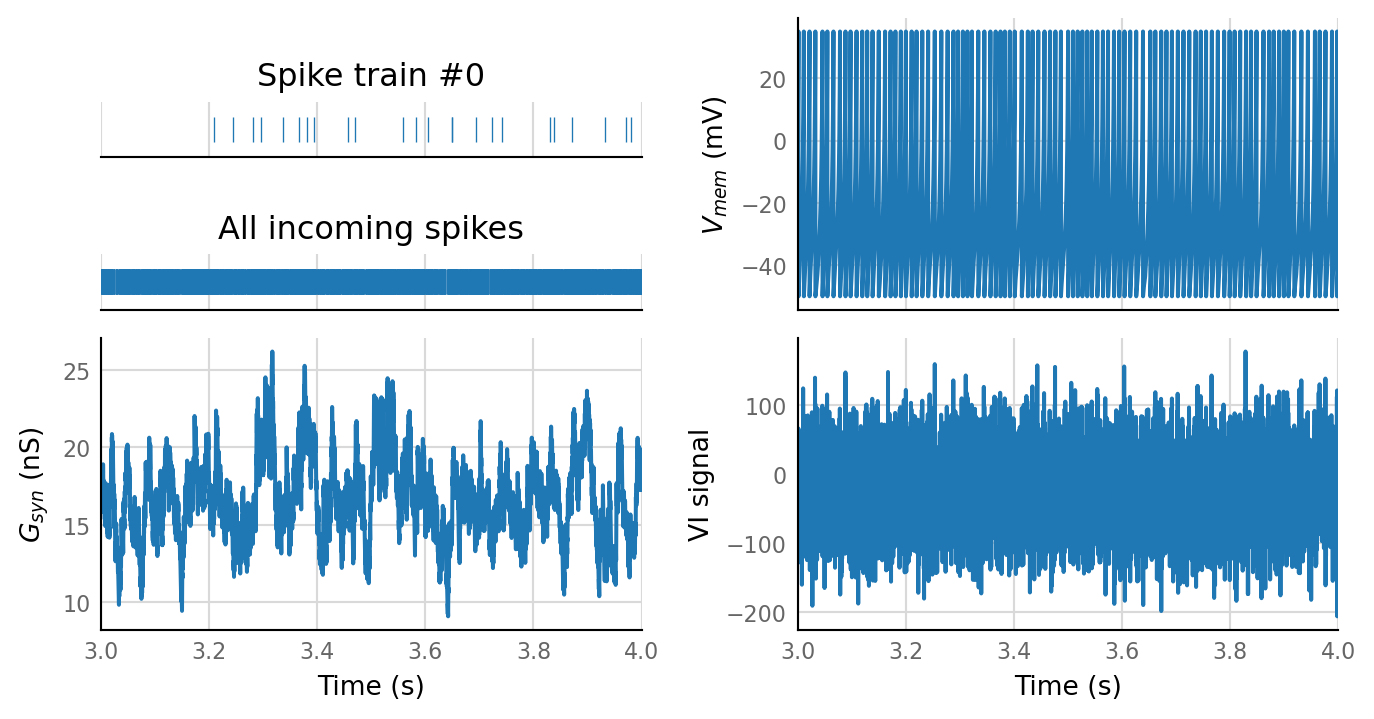 Spike train #0
All incoming spikes
25
20
15
10
G_syn (nS)
3.0 3.2 3.4 3.6 3.8 4.0
Time (s)
20
0
−20
−40
V_mem (mV)
100
0
−100
−200
VI signal
3.0 3.2 3.4 3.6 3.8 4.0
Time (s)